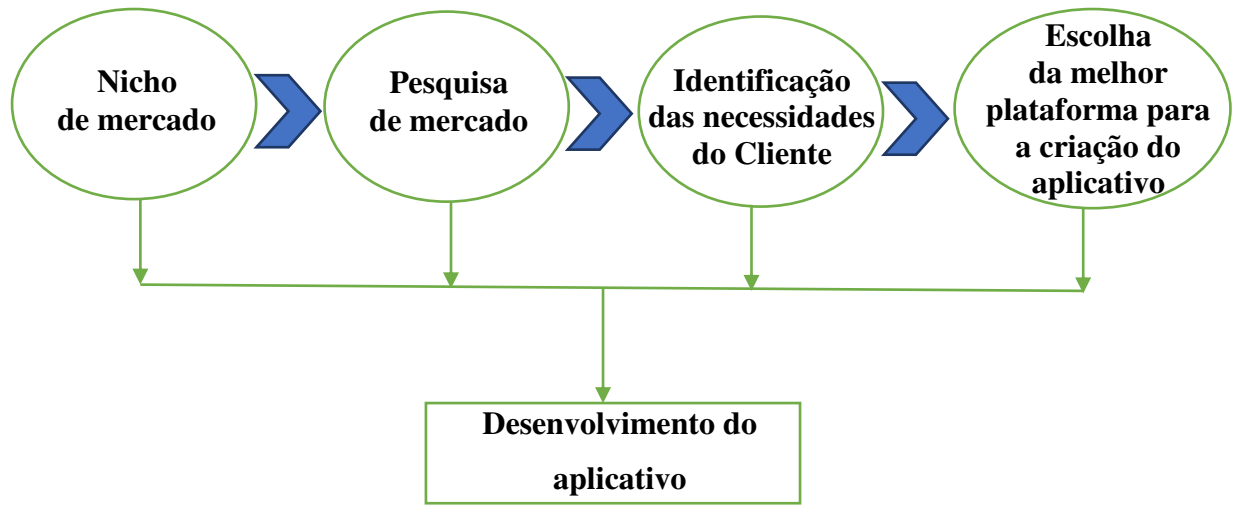 Nicho
de mercado
Pesquisa
de mercado
Identificação
das necessidades
do Cliente
Escolha
da melhor
plataforma para
a criação do
aplicativo
Desenvolvimento do
aplicativo